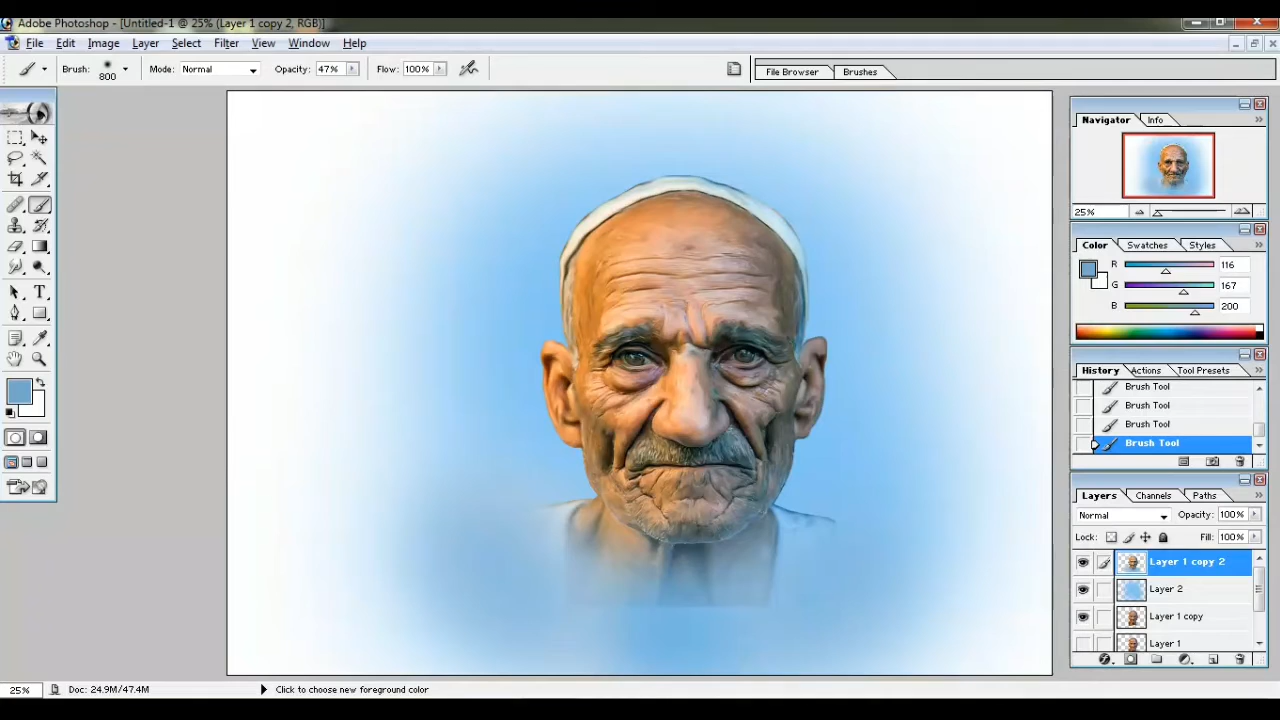 Adobe Photoshop - [Untitled-1 @ 25% (Layer 1 copy 2, RGB)]
File Edit Image Layer Select Filter View Window Help
Brush: 800 Mode: Normal Opacity: 47% Flow: 100% File Browser Brushes
Navigator Info
25%
Color Swatches Styles
R 116
G 167
B 200
History Actions Tool Presets
Brush Tool
Brush Tool
Brush Tool
Brush Tool
Layers Channels Paths
Normal Opacity: 100%
Lock: Fill: 100%
Layer 1 copy 2
Layer 2
Layer 1 copy
Layer 1
25% Doc: 24.9M/47.4M Click to choose new foreground color